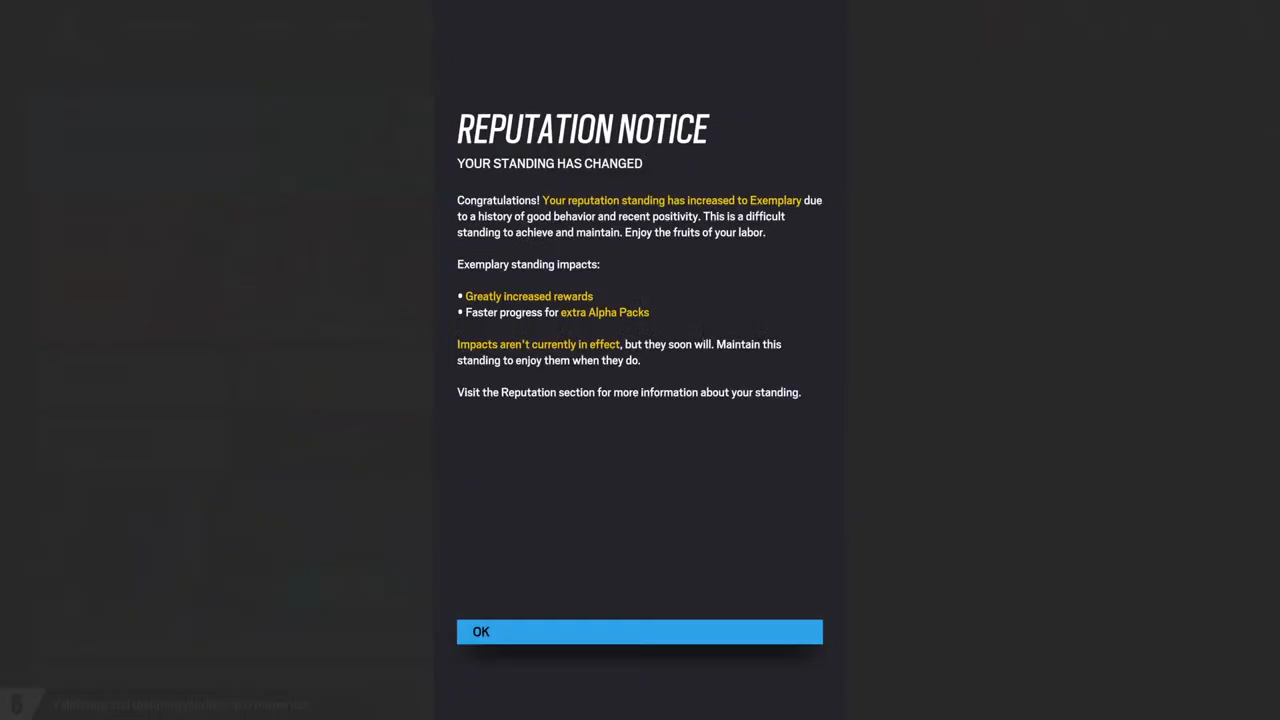 REPUTATION NOTICE
YOUR STANDING HAS CHANGED
Congratulations! Your reputation standing has increased to Exemplary due
to a history of good behavior and recent positivity. This is a difficult
standing to achieve and maintain. Enjoy the fruits of your labor.
Exemplary standing impacts:
• Greatly increased rewards
• Faster progress for extra Alpha Packs
Impacts aren't currently in effect, but they soon will. Maintain this
standing to enjoy them when they do.
Visit the Reputation section for more information about your standing.
OK